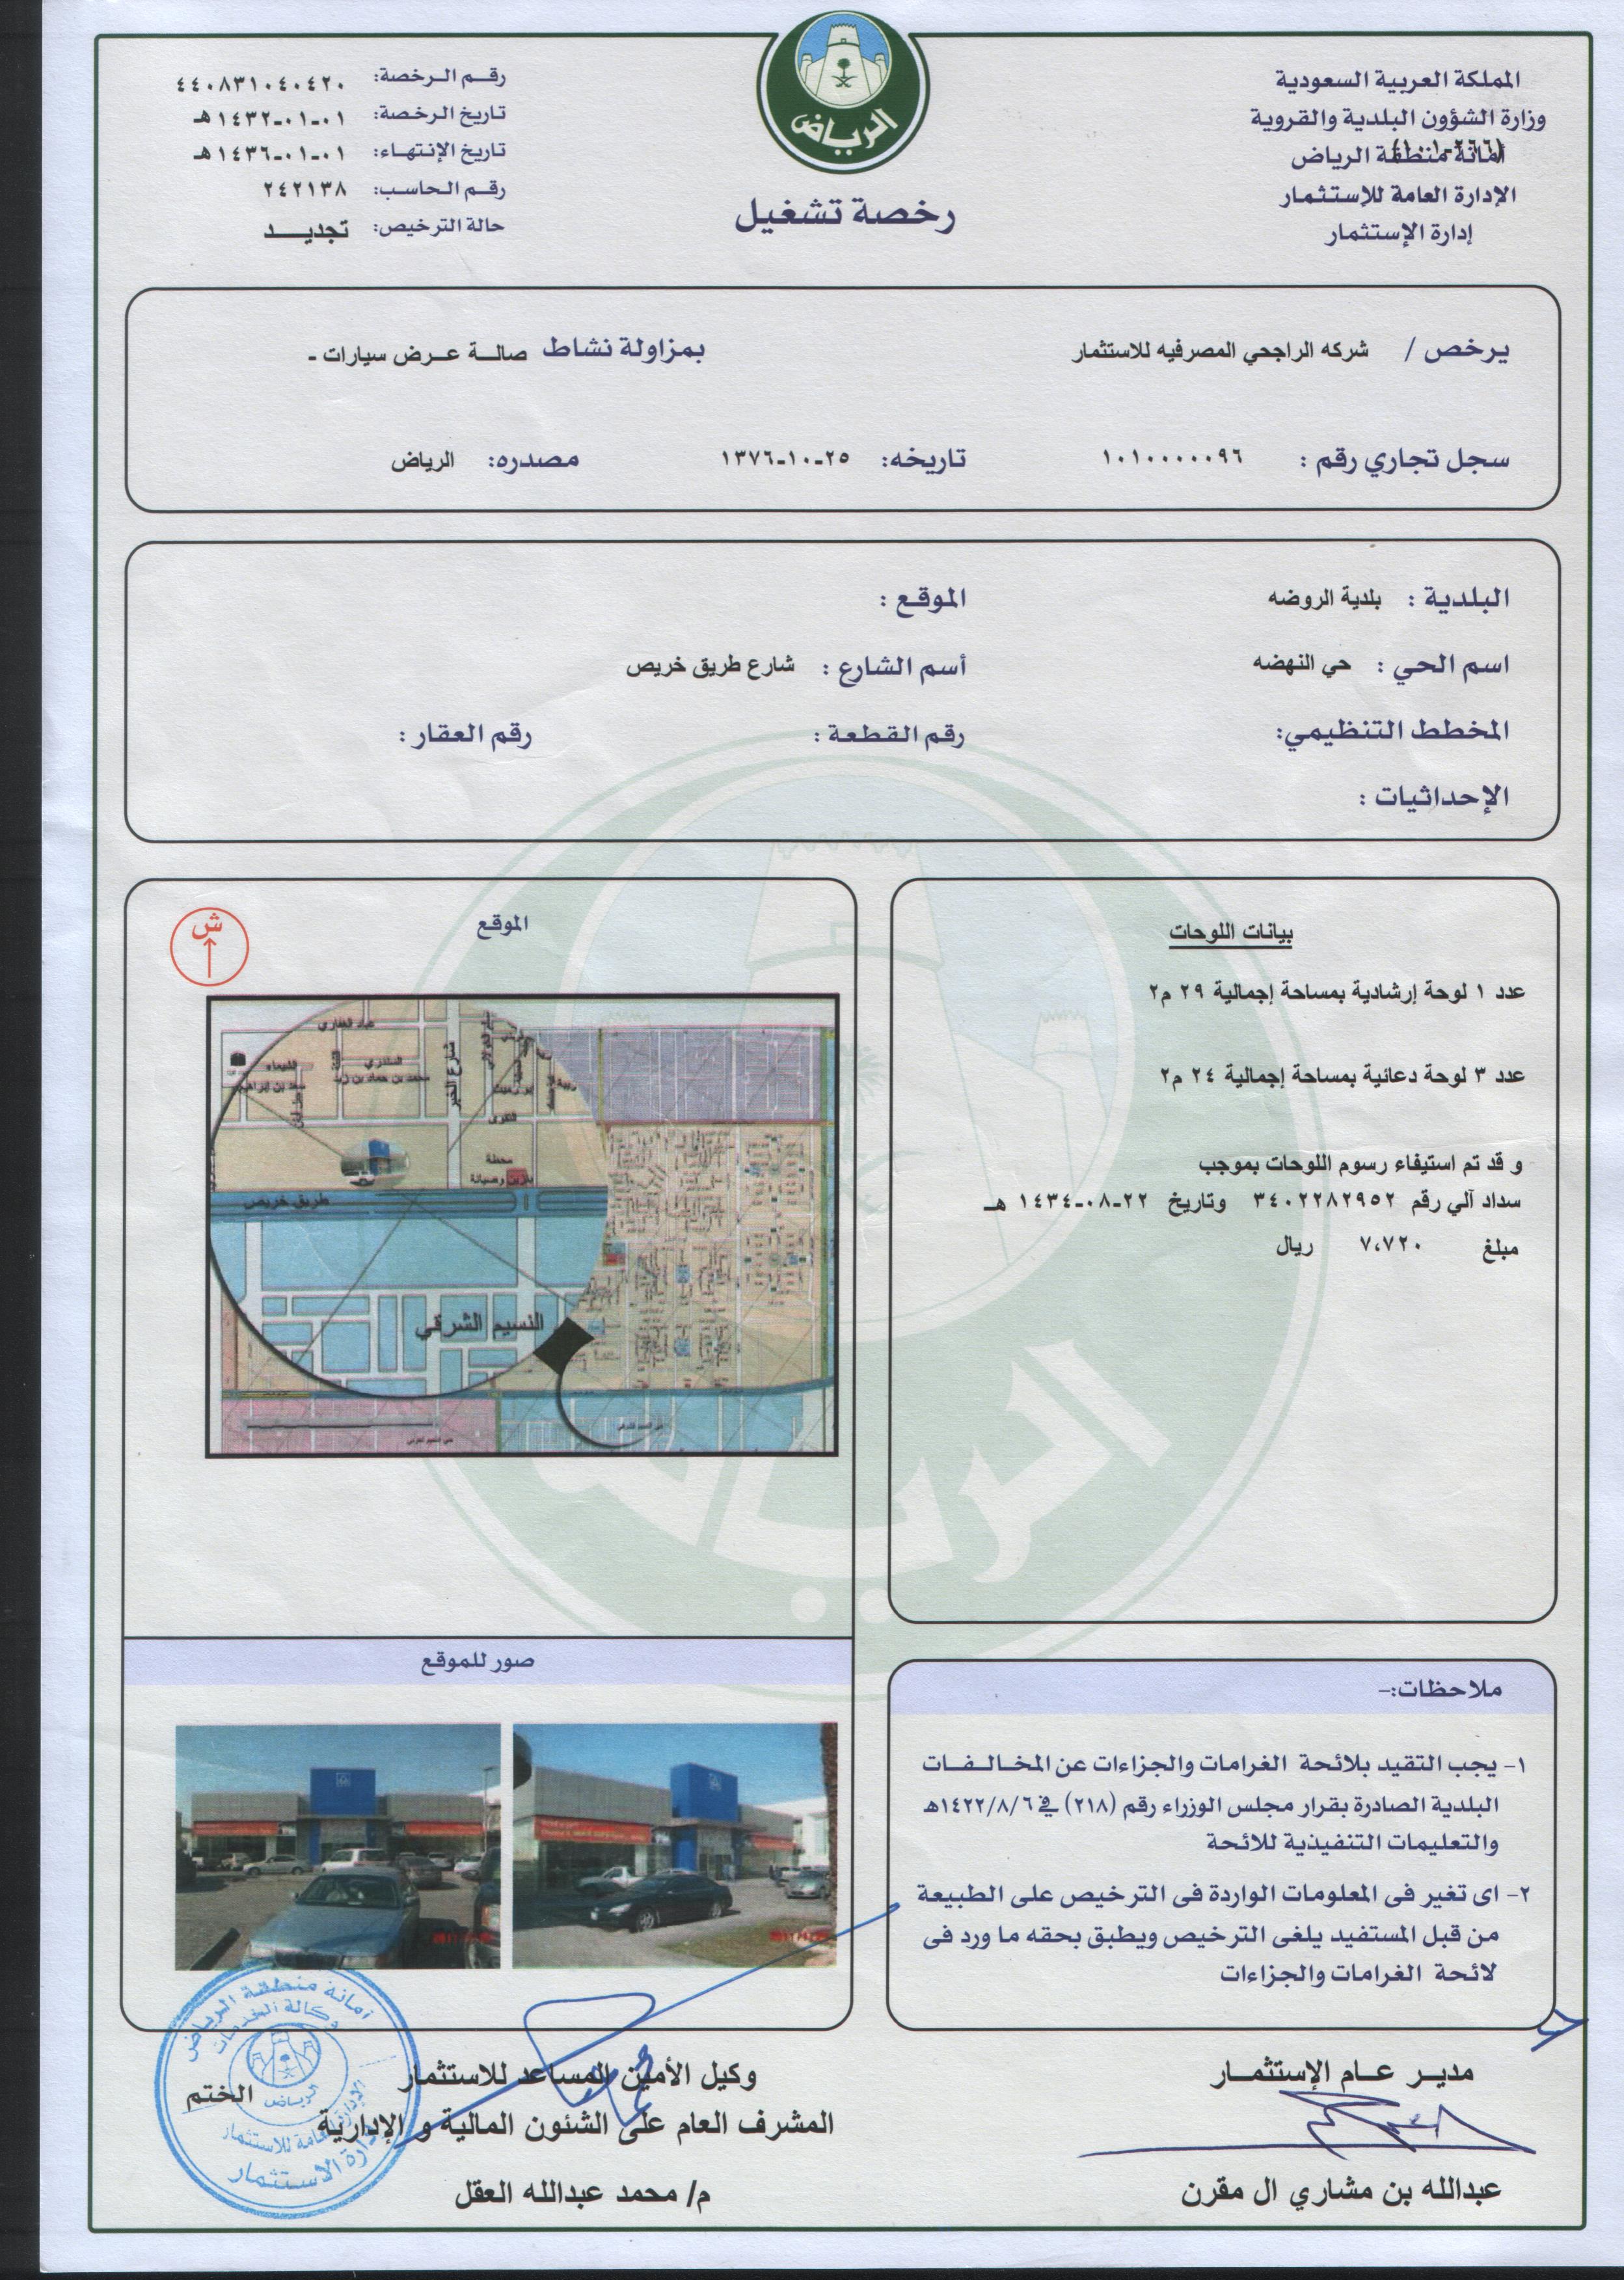 المملكة العربية السعودية
وزارة الشؤون البلدية والقروية
أمانة منطقة الرياض
الإدارة العامة للإستثمار
إدارة الإستثمار
الرياض
رخصة تشغيل
رقم الرخصة: ٤٤٠٨٣١٠٤٠٤٢٠
تاريخ الرخصة: ٠١-٠١-١٤٣٢هـ
تاريخ الإنتهاء: ٠١-٠١-١٤٣٦هـ
رقم الحاسب: ٢٤٢١٣٨
حالة الترخيص: تجديد
يرخص / شركه الراجحي المصرفيه للاستثمار بمزاولة نشاط صالة عرض سيارات -
سجل تجاري رقم : ١٠١٠٠٠٠٠٩٦ تاريخه: ٢٥-١٠-١٣٧٦ مصدره: الرياض
البلدية : بلدية الروضه الموقع :
اسم الحي : حي النهضه أسم الشارع : شارع طريق خريص
المخطط التنظيمي: رقم القطعة : رقم العقار :
الإحداثيات :
بيانات اللوحات
عدد ١ لوحة إرشادية بمساحة إجمالية ٢٩ م٢
عدد ٣ لوحة دعائية بمساحة إجمالية ٢٤ م٢
و قد تم استيفاء رسوم اللوحات بموجب
سداد آلي رقم ٣٤٠٢٢٨٢٩٥٢ وتاريخ ٢٢-٠٨-١٤٣٤ هـ
مبلغ ٧،٧٢٠ ريال
الموقع
ش
شارع الخبر
محطة
طريق خريص
النسيم الشرقي
صور للموقع
ملاحظات:-
١- يجب التقيد بلائحة الغرامات والجزاءات عن المخالفات
البلدية الصادرة بقرار مجلس الوزراء رقم (٢١٨) في ١٤٢٢/٨/٦هـ
والتعليمات التنفيذية للائحة
٢- اى تغير فى المعلومات الواردة فى الترخيص على الطبيعة
من قبل المستفيد يلغى الترخيص ويطبق بحقه ما ورد فى
لائحة الغرامات والجزاءات
مدير عام الإستثمار
عبدالله بن مشاري ال مقرن
وكيل الأمين المساعد للاستثمار
المشرف العام على الشئون المالية و الإدارية
م/ محمد عبدالله العقل
الختم
أمانة منطقة الرياض
وكالة الخدمات
الرياض
الإدارة العامة للاستثمار
إدارة الاستثمار